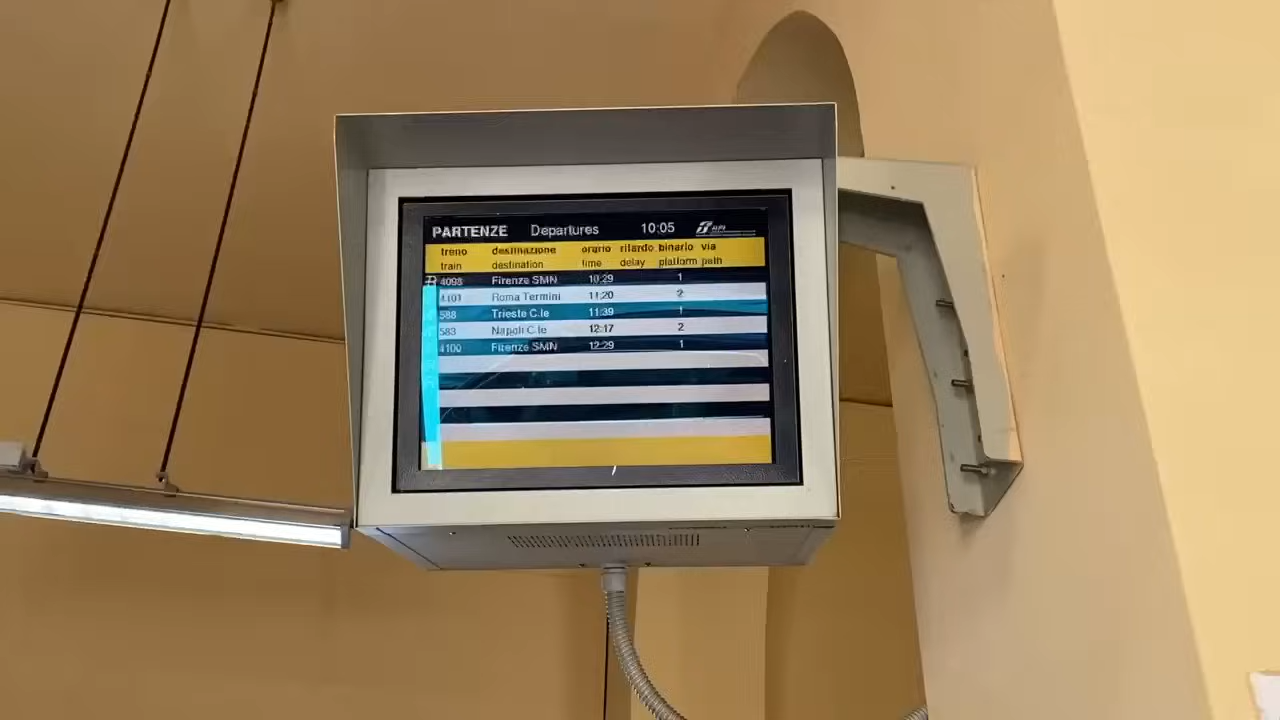 PARTENZE Departures 10:05
treno destinazione orario ritardo binario via
train destination time delay platform path
R 4098 Firenze SMN 10:29 1
4101 Roma Termini 11:20 2
588 Trieste C.le 11:39 1
583 Napoli C.le 12:17 2
4100 Firenze SMN 12:29 1